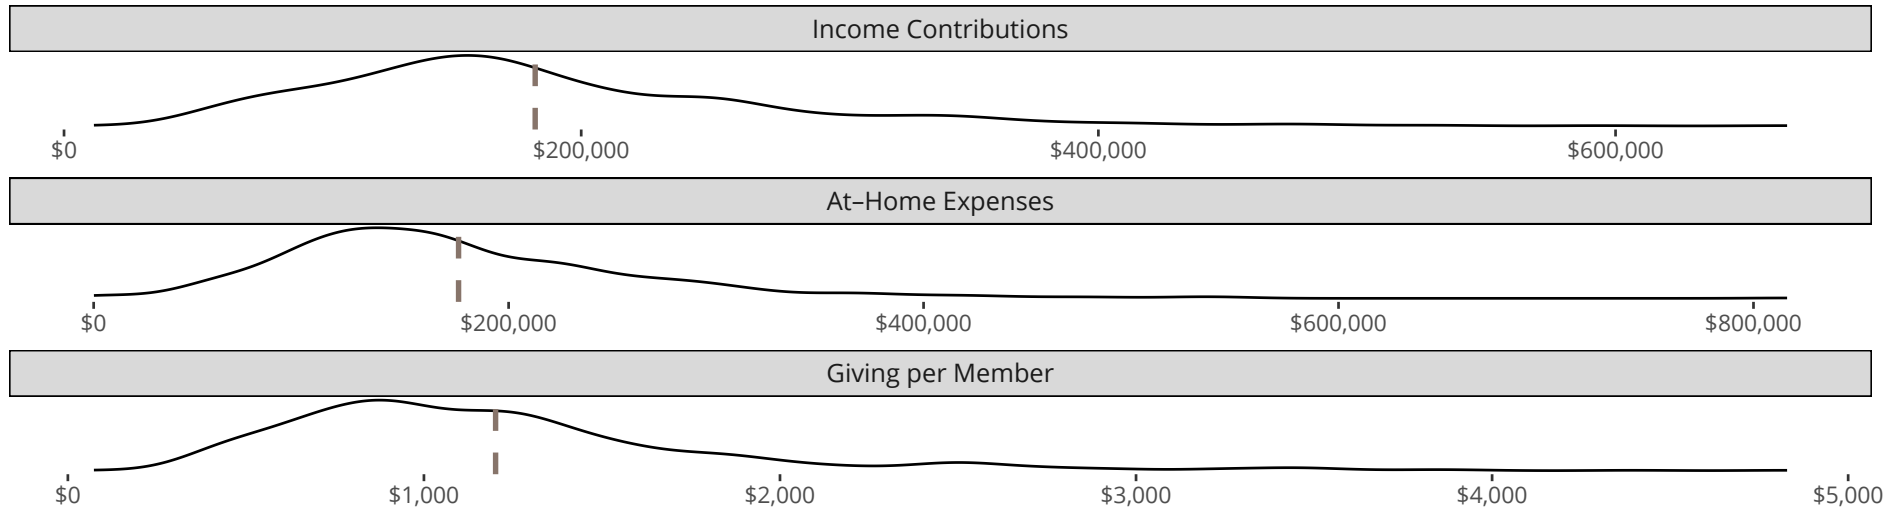 Income Contributions
$0 $200,000 $400,000 $600,000
At–Home Expenses
$0 $200,000 $400,000 $600,000 $800,000
Giving per Member
$0 $1,000 $2,000 $3,000 $4,000 $5,000